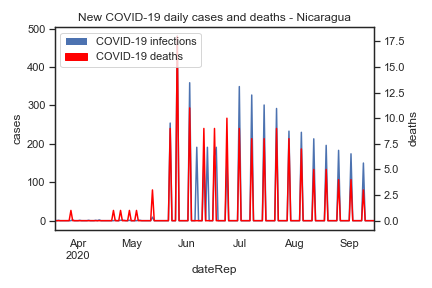 New COVID-19 daily cases and deaths - Nicaragua
COVID-19 infections
COVID-19 deaths
500
400
300
200
100
0
cases
17.5
15.0
12.5
10.0
7.5
5.0
2.5
0.0
deaths
Apr
2020
May
Jun
Jul
Aug
Sep
dateRep